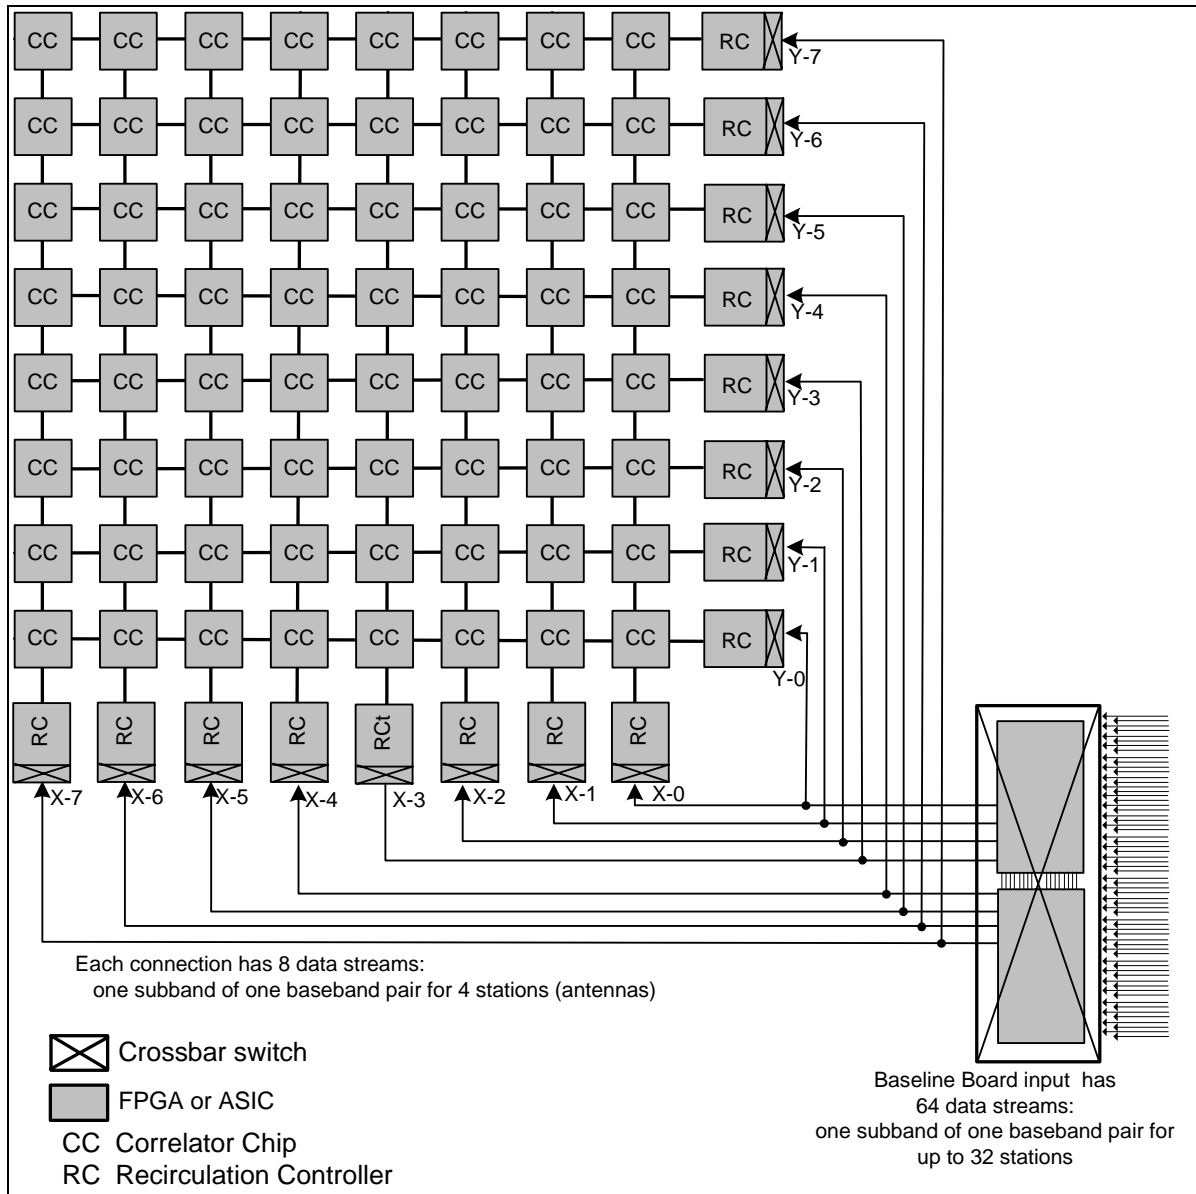 CC CC CC CC CC CC CC CC RC
Y-7
CC CC CC CC CC CC CC CC RC
Y-6
CC CC CC CC CC CC CC CC RC
Y-5
CC CC CC CC CC CC CC CC RC
Y-4
CC CC CC CC CC CC CC CC RC
Y-3
CC CC CC CC CC CC CC CC RC
Y-2
CC CC CC CC CC CC CC CC RC
Y-1
CC CC CC CC CC CC CC CC RC
Y-0
RC RC RC RC RCt RC RC RC
X-7 X-6 X-5 X-4 X-3 X-2 X-1 X-0
Each connection has 8 data streams:
one subband of one baseband pair for 4 stations (antennas)
Crossbar switch
FPGA or ASIC
CC Correlator Chip
RC Recirculation Controller
Baseline Board input has
64 data streams:
one subband of one baseband pair for
up to 32 stations